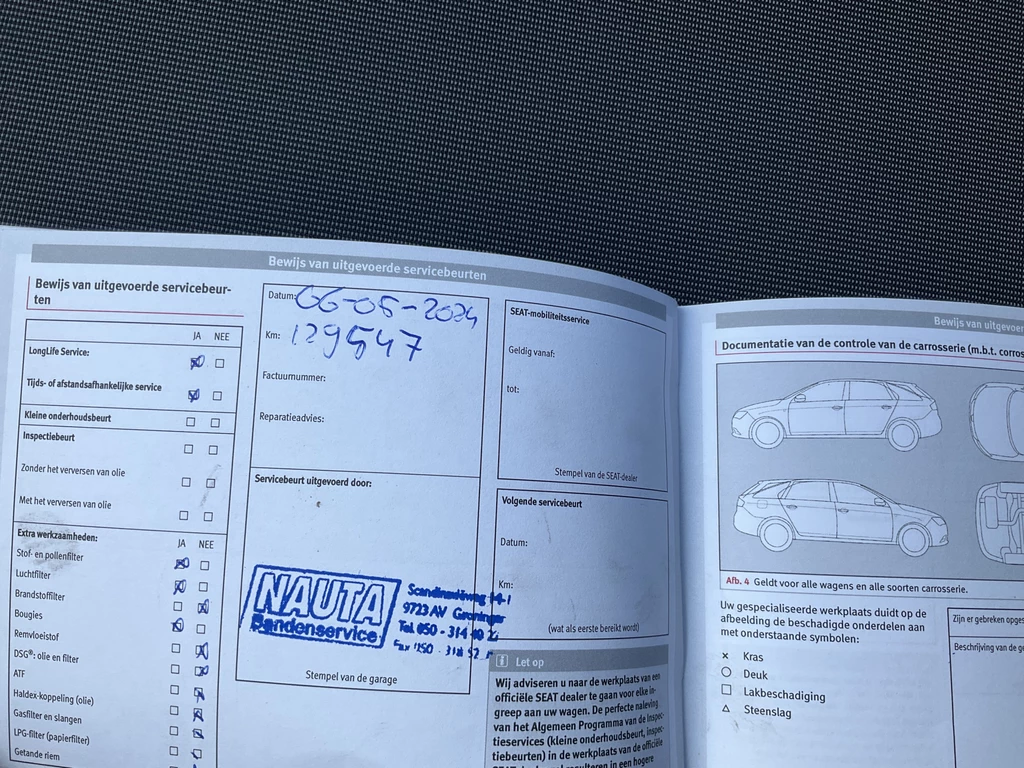 Bewijs van uitgevoerde servicebeurten
Bewijs van uitgevoerde servicebeur-
ten
JA NEE
LongLife Service:
Tijds- of afstandsafhankelijke service
Kleine onderhoudsbeurt
Inspectiebeurt
Zonder het verversen van olie
Met het verversen van olie
Extra werkzaamheden: JA NEE
Stof- en pollenfilter
Luchtfilter
Brandstoffilter
Bougies
Remvloeistof
DSG®: olie en filter
ATF
Haldex-koppeling (olie)
Gasfilter en slangen
LPG-filter (papierfilter)
Getande riem
Datum: 06-05-2024
Km: 129547
Factuurnummer:
Reparatieadvies:
Servicebeurt uitgevoerd door:
NAUTA
Bandenservice
9723 AV Groningen
Tel. 050 - 314
Fax 050
Stempel van de garage
SEAT-mobiliteitsservice
Geldig vanaf:
tot:
Stempel van de SEAT-dealer
Volgende servicebeurt
Datum:
Km:
(wat als eerste bereikt wordt)
i Let op
Wij adviseren u naar de werkplaats van een
officiële SEAT dealer te gaan voor elke in-
greep aan uw wagen. De perfecte naleving
van het Algemeen Programma van de inspec-
tieservices (kleine onderhoudsbeurt, inspec-
tiebeurten) in de werkplaats van de officiële
in een hogere
Bewijs van uitgevoer
Documentatie van de controle van de carrosserie (m.b.t. corros
Afb. 4 Geldt voor alle wagens en alle soorten carrosserie.
Uw gespecialiseerde werkplaats duidt op de
afbeelding de beschadigde onderdelen aan
met onderstaande symbolen:
× Kras
○ Deuk
□ Lakbeschadiging
△ Steenslag
Zijn er gebreken opges
Beschrijving van de ge